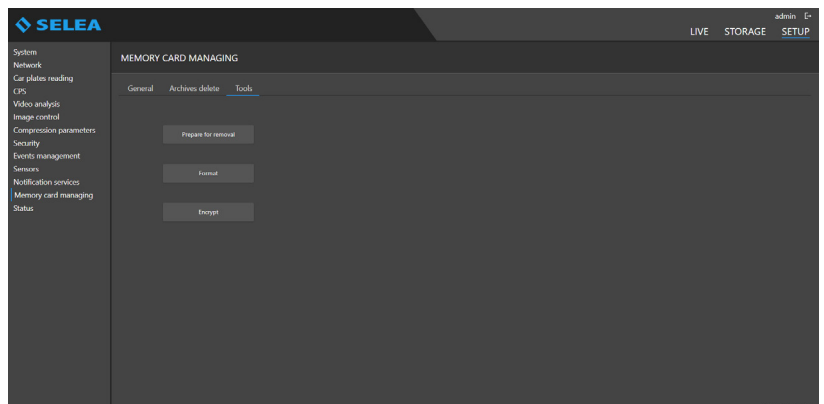 SELEA
admin
LIVE STORAGE SETUP
System
Network
Car plates reading
CPS
Video analysis
Image control
Compression parameters
Security
Events management
Sensors
Notification services
Memory card managing
Status
MEMORY CARD MANAGING
General Archives delete Tools
Prepare for removal
Format
Encrypt